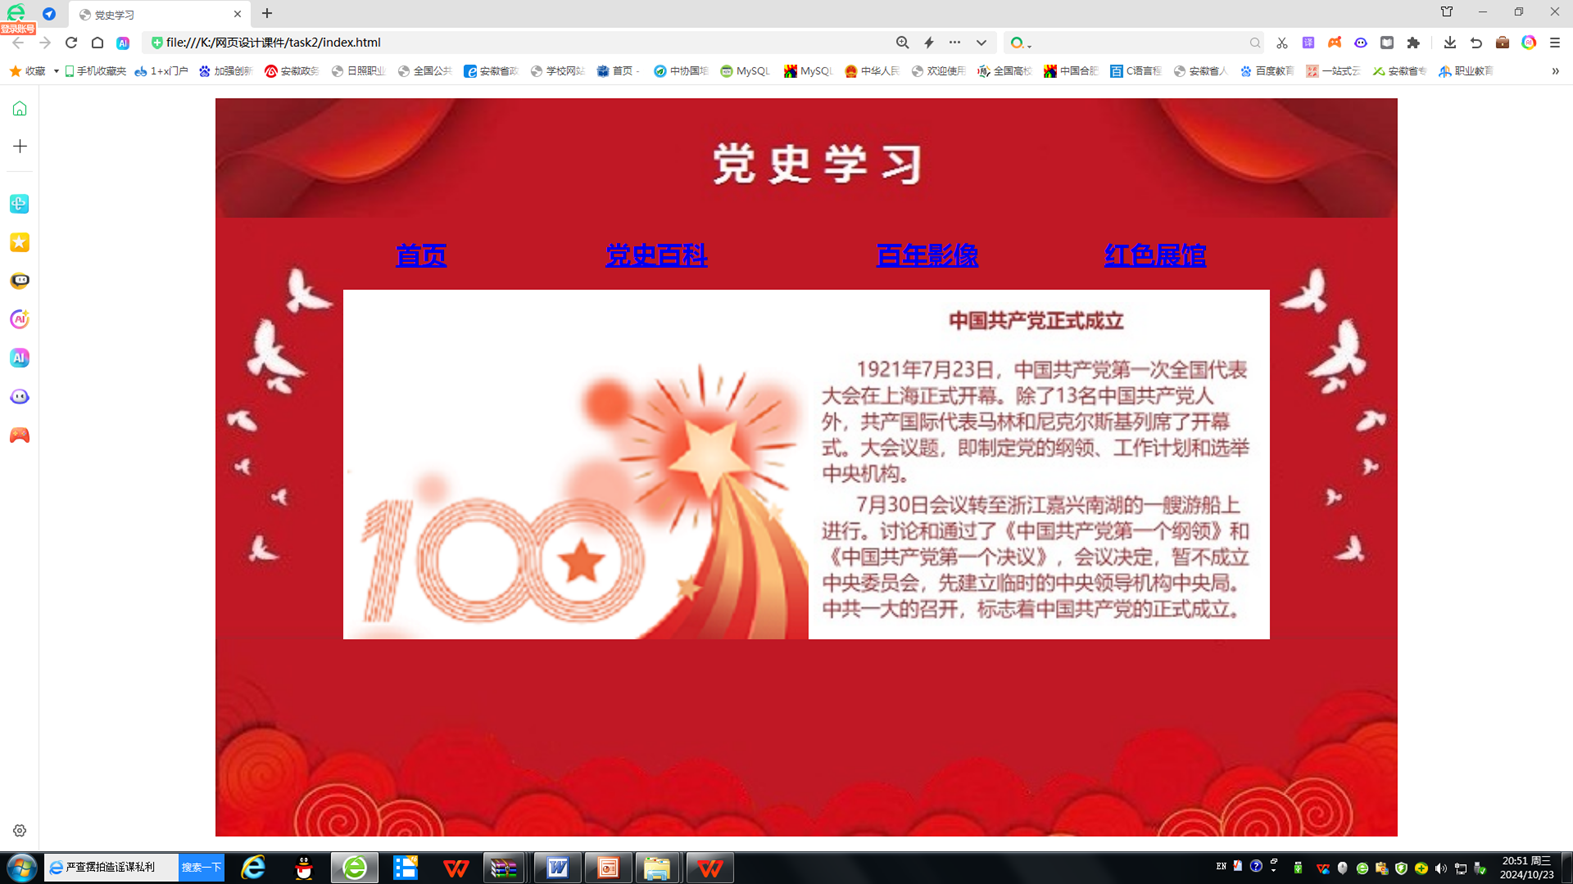 党史学习
登录账号
file:///K:/网页设计课件/task2/index.html
收藏 手机收藏夹 1+x门户 加强创新 安徽政务 日照职业 全国公共 安徽省政 学校网站 首页 - 中协国培 MySQL MySQL 中华人民 欢迎使用 全国高校 中国合肥 C语言程 安徽省人 百度教育 一站式云 安徽省专 职业教育
党史学习
首页 党史百科 百年影像 红色展馆
100
中国共产党正式成立
1921年7月23日，中国共产党第一次全国代表
大会在上海正式开幕。除了13名中国共产党人
外，共产国际代表马林和尼克尔斯基列席了开幕
式。大会议题，即制定党的纲领、工作计划和选举
中央机构。
7月30日会议转至浙江嘉兴南湖的一艘游船上
进行。讨论和通过了《中国共产党第一个纲领》和
《中国共产党第一个决议》，会议决定，暂不成立
中央委员会，先建立临时的中央领导机构中央局。
中共一大的召开，标志着中国共产党的正式成立。
严查摆拍造谣谋私利 搜索一下
EN
20:51 周三
2024/10/23